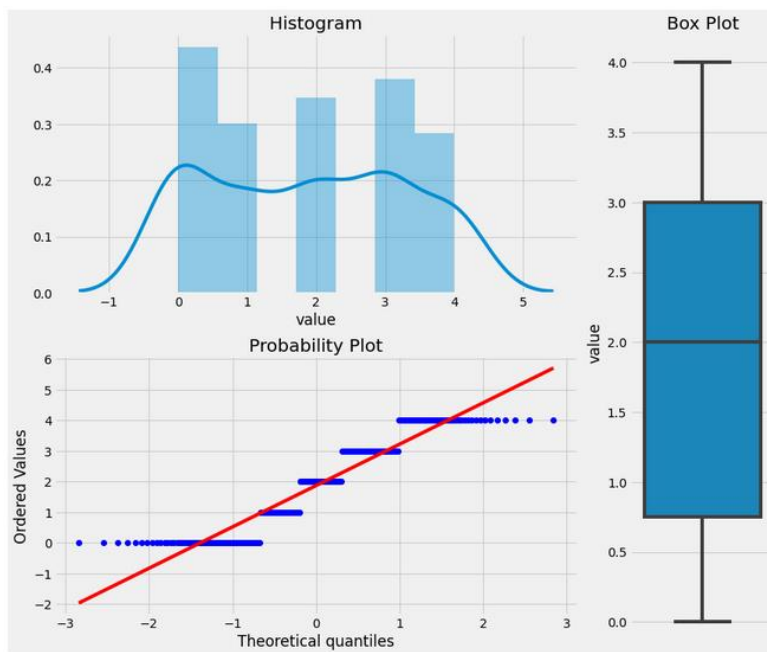 Histogram
0.4
0.3
0.2
0.1
0.0
−1 0 1 2 3 4 5
value
Probability Plot
6
5
4
3
2
1
0
−1
−2
Ordered Values
−3 −2 −1 0 1 2 3
Theoretical quantiles
Box Plot
4.0
3.5
3.0
2.5
2.0
1.5
1.0
0.5
0.0
value